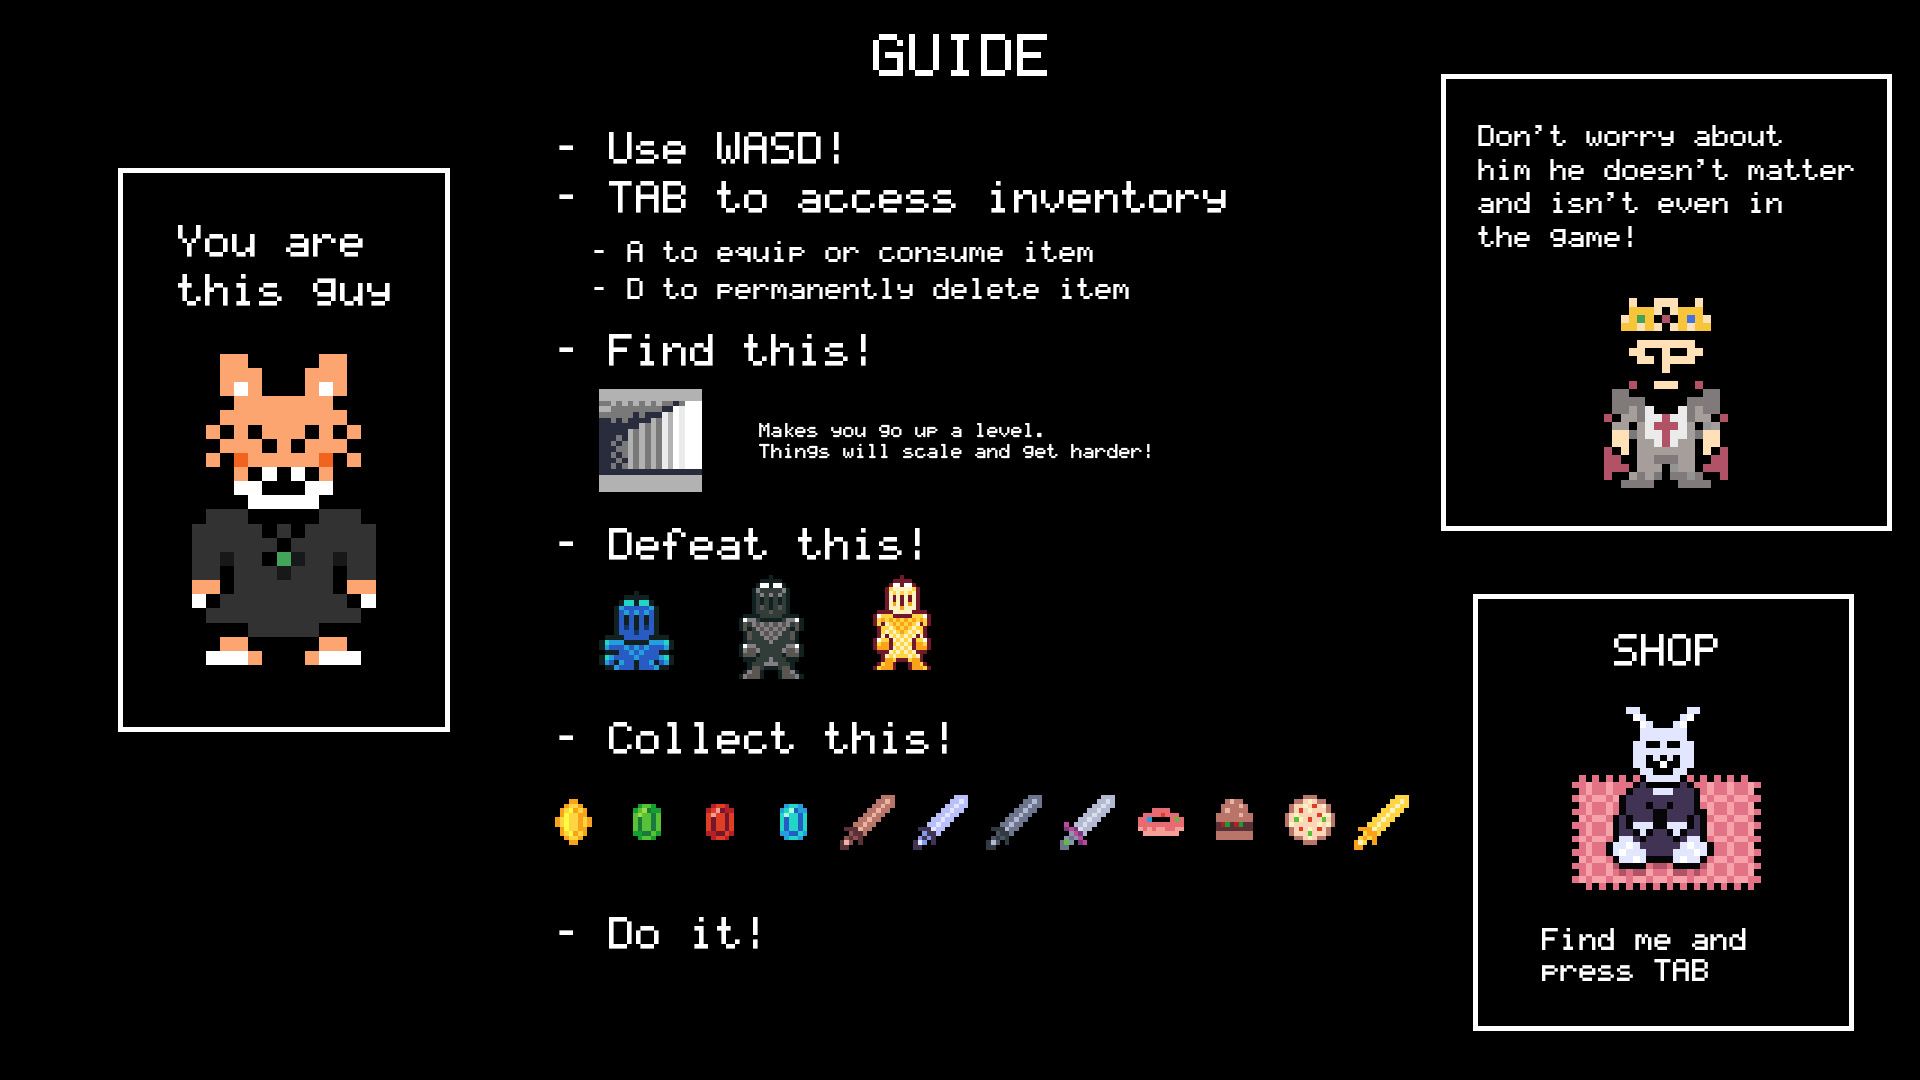 GUIDE
You are
this guy
- Use WASD!
- TAB to access inventory
- A to equip or consume item
- D to permanently delete item
- Find this!
Makes you go up a level.
Things will scale and get harder!
- Defeat this!
- Collect this!
- Do it!
Don't worry about
him he doesn't matter
and isn't even in
the game!
SHOP
Find me and
press TAB